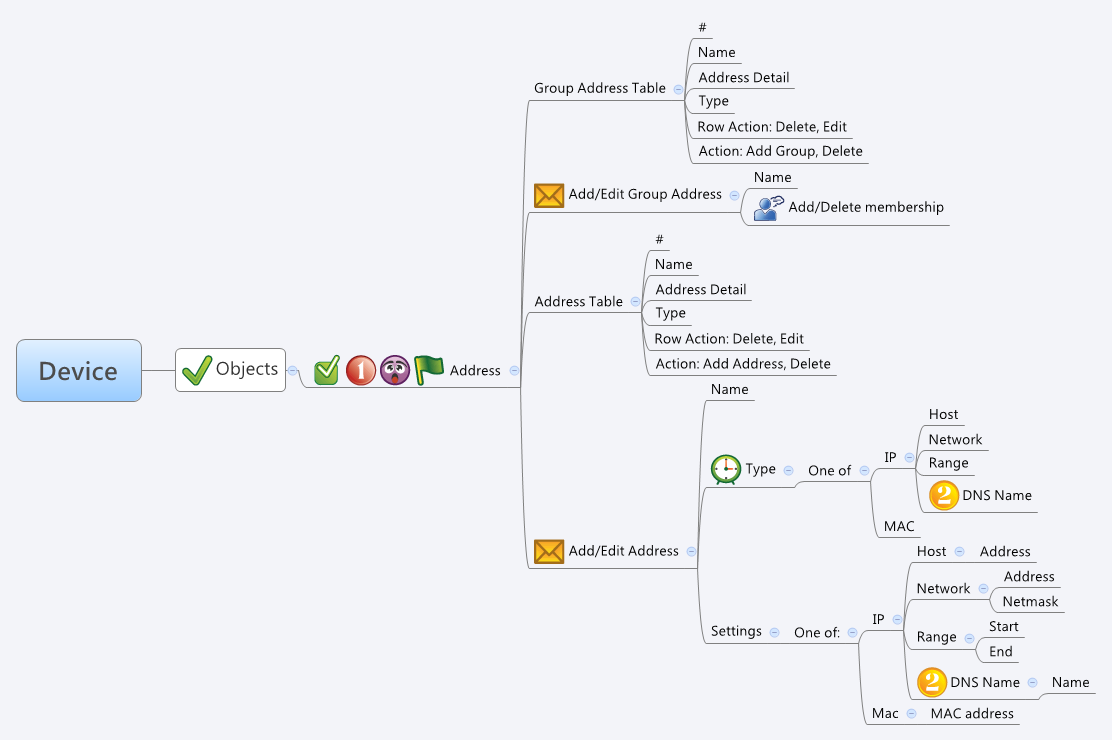 Device
Objects
1
Address
Group Address Table
#
Name
Address Detail
Type
Row Action: Delete, Edit
Action: Add Group, Delete
Add/Edit Group Address
Name
Add/Delete membership
Address Table
#
Name
Address Detail
Type
Row Action: Delete, Edit
Action: Add Address, Delete
Add/Edit Address
Name
Type
One of
IP
Host
Network
Range
2 DNS Name
MAC
Settings
One of:
IP
Host
Address
Network
Address
Netmask
Range
Start
End
2 DNS Name
Name
Mac
MAC address